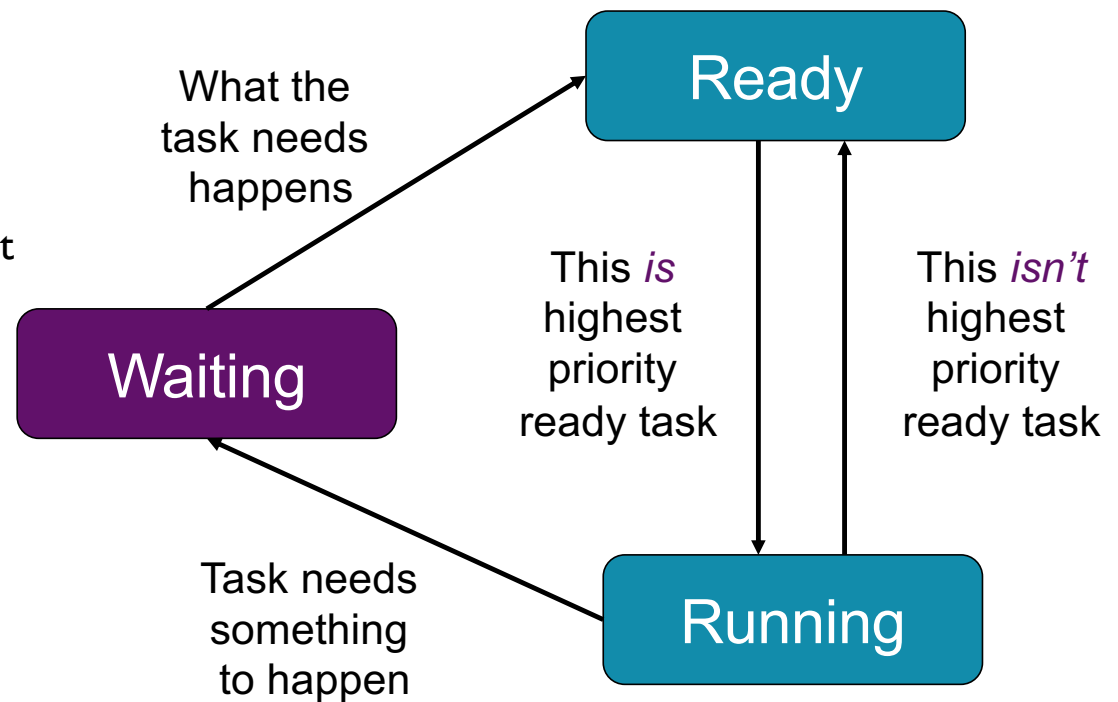 Ready
What the
task needs
happens
t
This is
highest
priority
ready task
This isn’t
highest
priority
ready task
Waiting
Task needs
something
to happen
Running